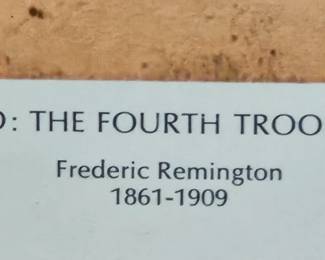 : THE FOURTH TROO
Frederic Remington
1861-1909